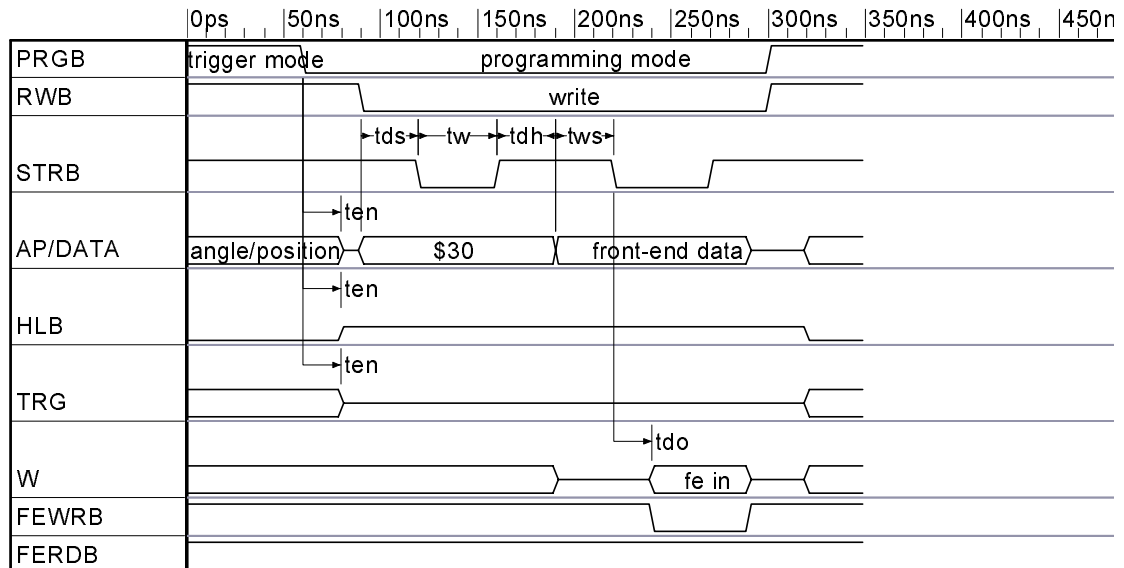 0ps 50ns 100ns 150ns 200ns 250ns 300ns 350ns 400ns 450n
PRGB trigger mode programming mode
RWB write
tds tw tdh tws
STRB
ten
AP/DATA angle/position $30 front-end data
ten
HLB
ten
TRG
tdo
W fe in
FEWRB
FERDB